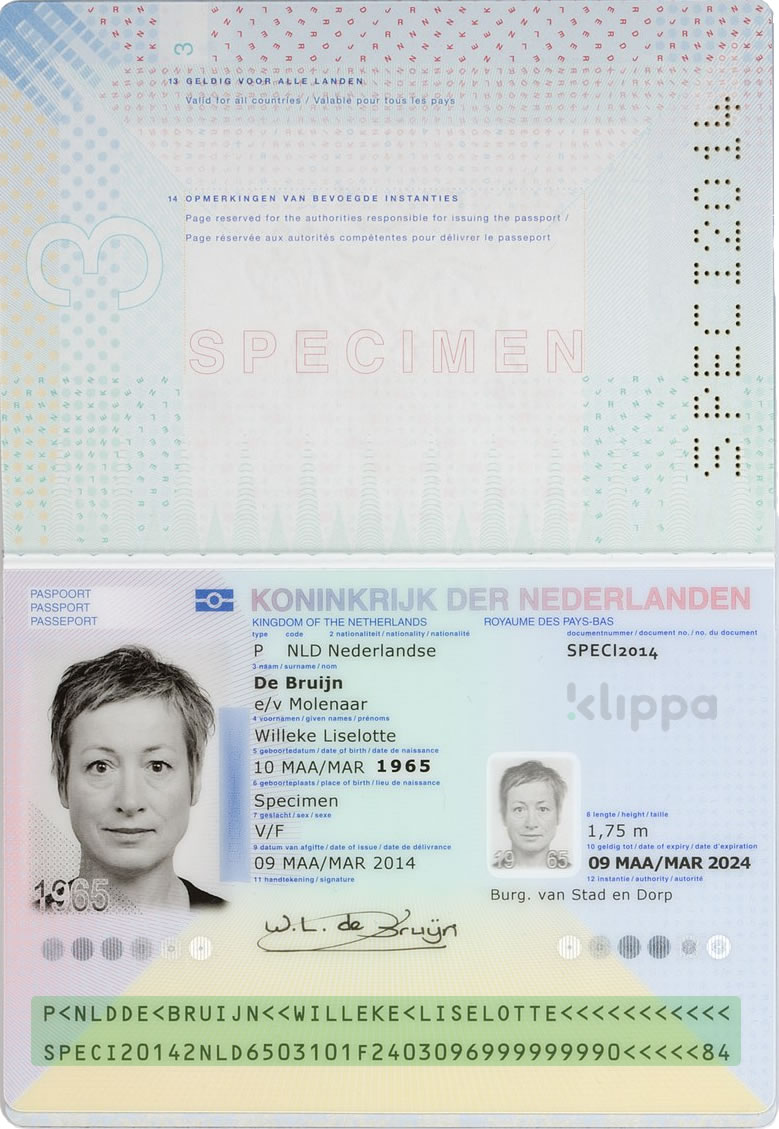 3
13 GELDIG VOOR ALLE LANDEN
Valid for all countries / Valable pour tous les pays
14 OPMERKINGEN VAN BEVOEGDE INSTANTIES
Page reserved for the authorities responsible for issuing the passport /
Page réservée aux autorités compétentes pour délivrer le passeport
3
SPECIMEN
SPECI2014
PASPOORT
PASSPORT
PASSEPORT
KONINKRIJK DER NEDERLANDEN
KINGDOM OF THE NETHERLANDS ROYAUME DES PAYS-BAS
type code 2 nationaliteit / nationality / nationalité documentnummer / document no. / no. du document
P NLD Nederlandse SPECI2014
3 naam / surname / nom
De Bruijn
e/v Molenaar
klippa
4 voornamen / given names / prénoms
Willeke Liselotte
5 geboortedatum / date of birth / date de naissance
10 MAA/MAR 1965
6 geboorteplaats / place of birth / lieu de naissance
Specimen
7 geslacht / sex / sexe 8 lengte / height / taille
V/F 1,75 m
9 datum van afgifte / date of issue / date de délivrance 10 geldig tot / date of expiry / date d'expiration
09 MAA/MAR 2014 09 MAA/MAR 2024
11 handtekening / signature 12 instantie / authority / autorité
Burg. van Stad en Dorp
1965
19 65
W.L. de Bruijn
P<NLDDE<BRUIJN<<WILLEKE<LISELOTTE<<<<<<<<<<<
SPECI20142NLD6503101F2403096999999990<<<<<84